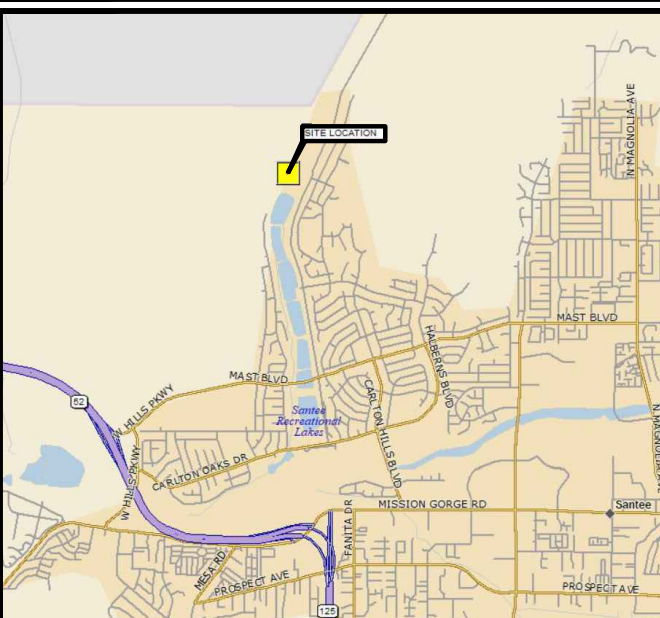 SITE LOCATION
N MAGNOLIA AVE
MAST BLVD
HALBERNS BLVD
MAST BLVD
52
W HILLS PKWY
CARLTON HILLS BLVD
Santee
Recreational
Lakes
N MAGNOLIA
CARLTON OAKS DR
W HILLS PKWY
MISSION GORGE RD
Santee
FANITA DR
MESA RD
PROSPECT AVE
PROSPECT AVE
125